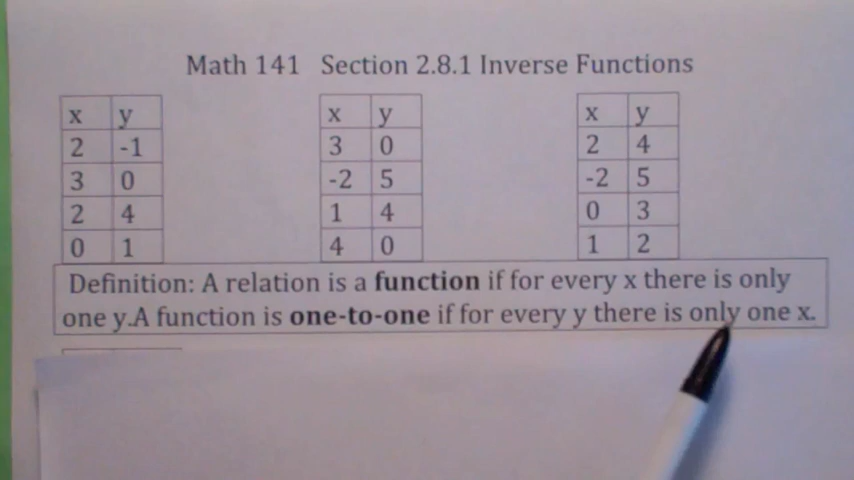 Math 141 Section 2.8.1 Inverse Functions
x y
2 -1
3 0
2 4
0 1
x y
3 0
-2 5
1 4
4 0
x y
2 4
-2 5
0 3
1 2
Definition: A relation is a function if for every x there is only
one y.A function is one-to-one if for every y there is only one x.